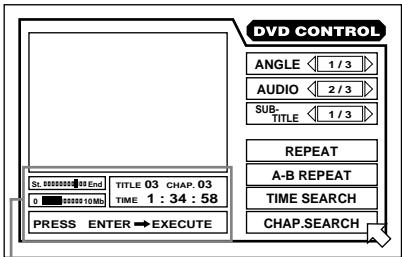 DVD CONTROL
ANGLE 1 / 3
AUDIO 2 / 3
SUB-TITLE 1 / 3
REPEAT
A-B REPEAT
TIME SEARCH
CHAP.SEARCH
St. End TITLE 03 CHAP. 03
0 10Mb TIME 1 : 34 : 58
PRESS ENTER ➡ EXECUTE